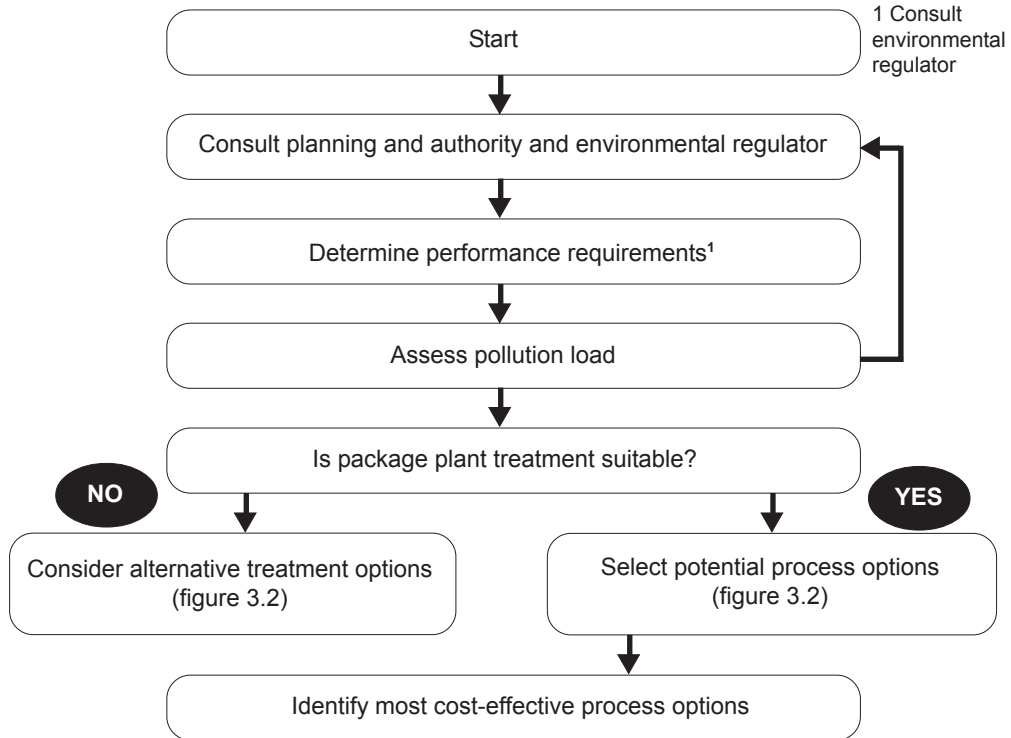 Start
1 Consult
environmental
regulator
Consult planning and authority and environmental regulator
Determine performance requirements¹
Assess pollution load
Is package plant treatment suitable?
NO
YES
Consider alternative treatment options
(figure 3.2)
Select potential process options
(figure 3.2)
Identify most cost-effective process options